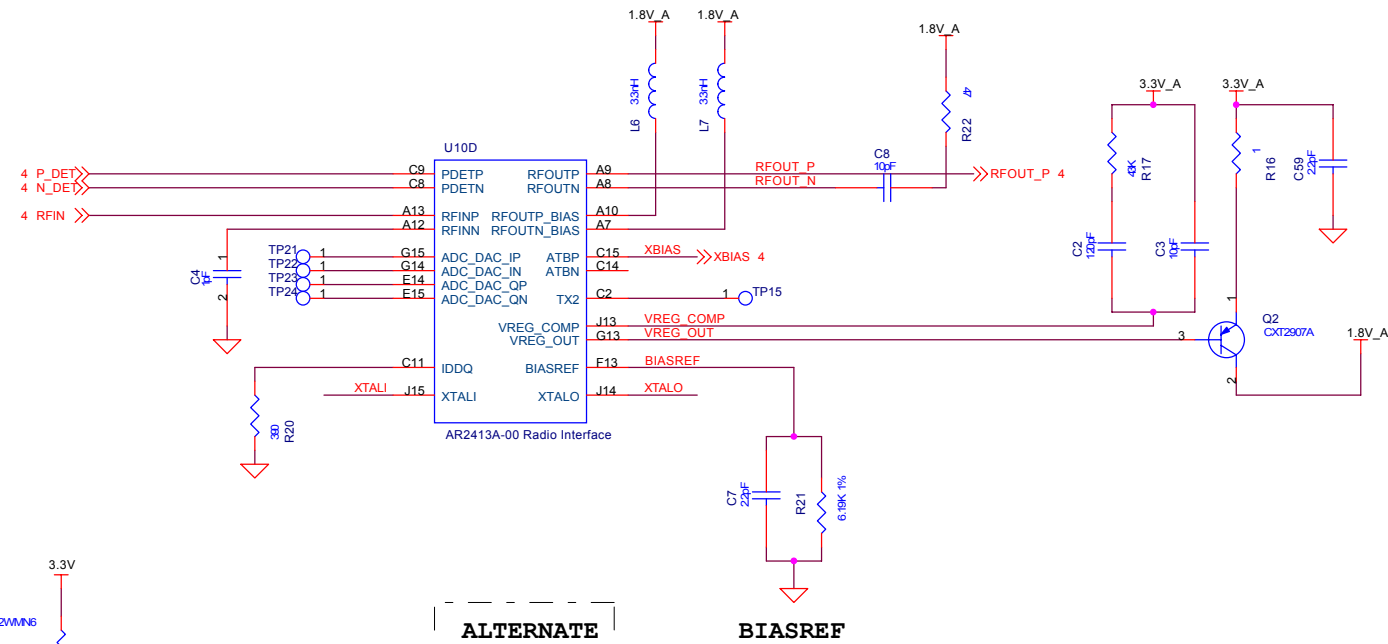 1.8V_A 1.8V_A
1.8V_A
3.3V_A 3.3V_A
L6 33nH
L7 33nH
R22 47
U10D
C8
10pF
4 P_DET C9 PDETP RFOUTP A9 RFOUT_P RFOUT_P 4
4 N_DET C8 PDETN RFOUTN A8 RFOUT_N
4 RFIN A13 RFINP RFOUTP_BIAS A10
A12 RFINN RFOUTN_BIAS A7
TP21 1 G15 ADC_DAC_IP ATBP C15 XBIAS XBIAS 4
TP22 1 G14 ADC_DAC_IN ATBN C14
TP23 1 E14 ADC_DAC_QP
TP24 1 E15 ADC_DAC_QN TX2 C2 1 TP15
C4 1pF 1 2
VREG_COMP J13 VREG_COMP
VREG_OUT G13 VREG_OUT
C11 IDDQ BIASREF F13 BIASREF
XTALI J15 XTALI XTALO J14 XTALO
390 R20
AR2413A-00 Radio Interface
43K R17
C2 120pF
C3 10pF
1 R16
C59 22pF
1
3
2
Q2
CXT2907A
1.8V_A
C7 22pF
R21 6.19K 1%
3.3V
2WMN6
ALTERNATE BIASREF